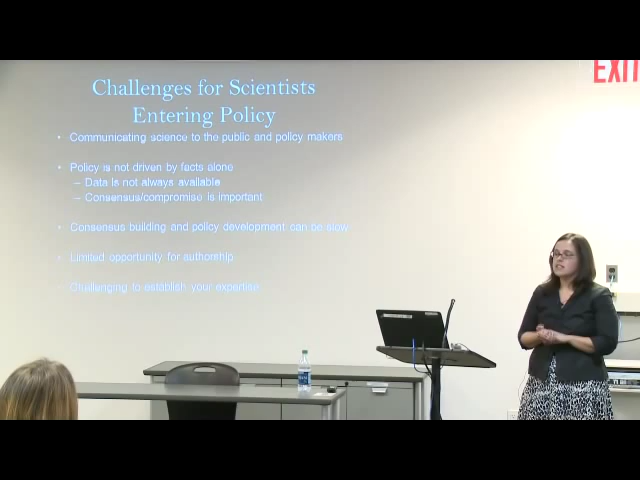 Challenges for Scientists
Entering Policy
• Communicating science to the public and policy makers
• Policy is not driven by facts alone
– Data is not always available
– Consensus/compromise is important
• Consensus building and policy development can be slow
• Limited opportunity for authorship
• Challenging to establish your expertise
EXIT